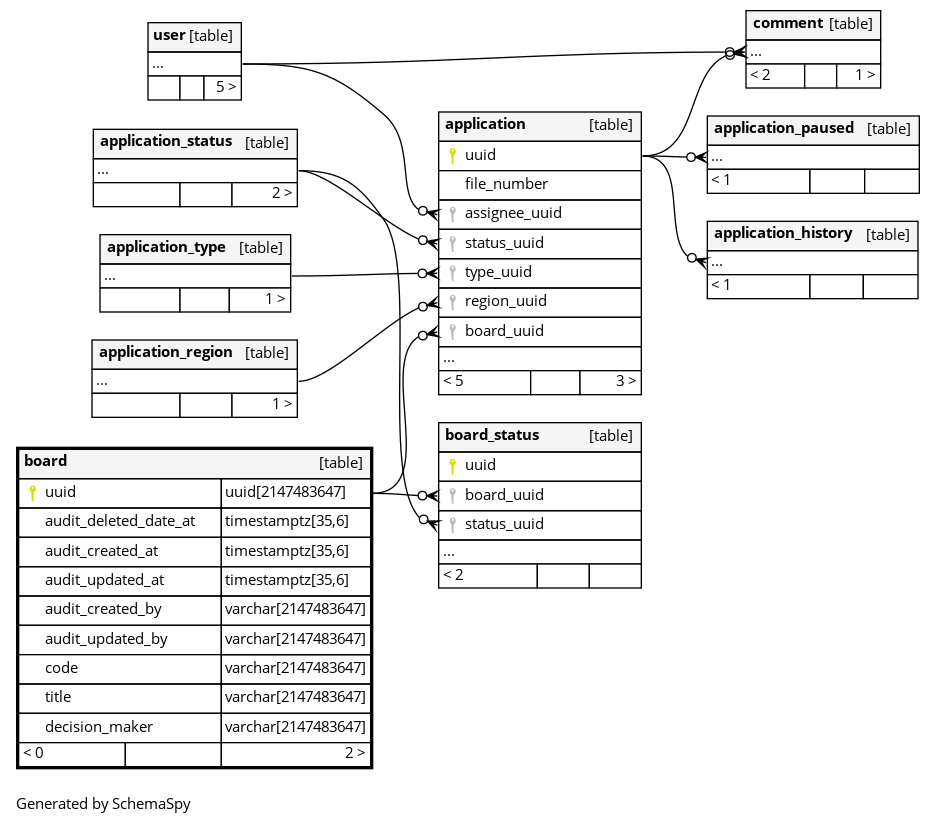 user [table]
...
5 >
application_status [table]
...
2 >
application_type [table]
...
1 >
application_region [table]
...
1 >
board [table]
uuid uuid[2147483647]
audit_deleted_date_at timestamptz[35,6]
audit_created_at timestamptz[35,6]
audit_updated_at timestamptz[35,6]
audit_created_by varchar[2147483647]
audit_updated_by varchar[2147483647]
code varchar[2147483647]
title varchar[2147483647]
decision_maker varchar[2147483647]
< 0 2 >
application [table]
uuid
file_number
assignee_uuid
status_uuid
type_uuid
region_uuid
board_uuid
...
< 5 3 >
board_status [table]
uuid
board_uuid
status_uuid
...
< 2
comment [table]
...
< 2 1 >
application_paused [table]
...
< 1
application_history [table]
...
< 1
Generated by SchemaSpy